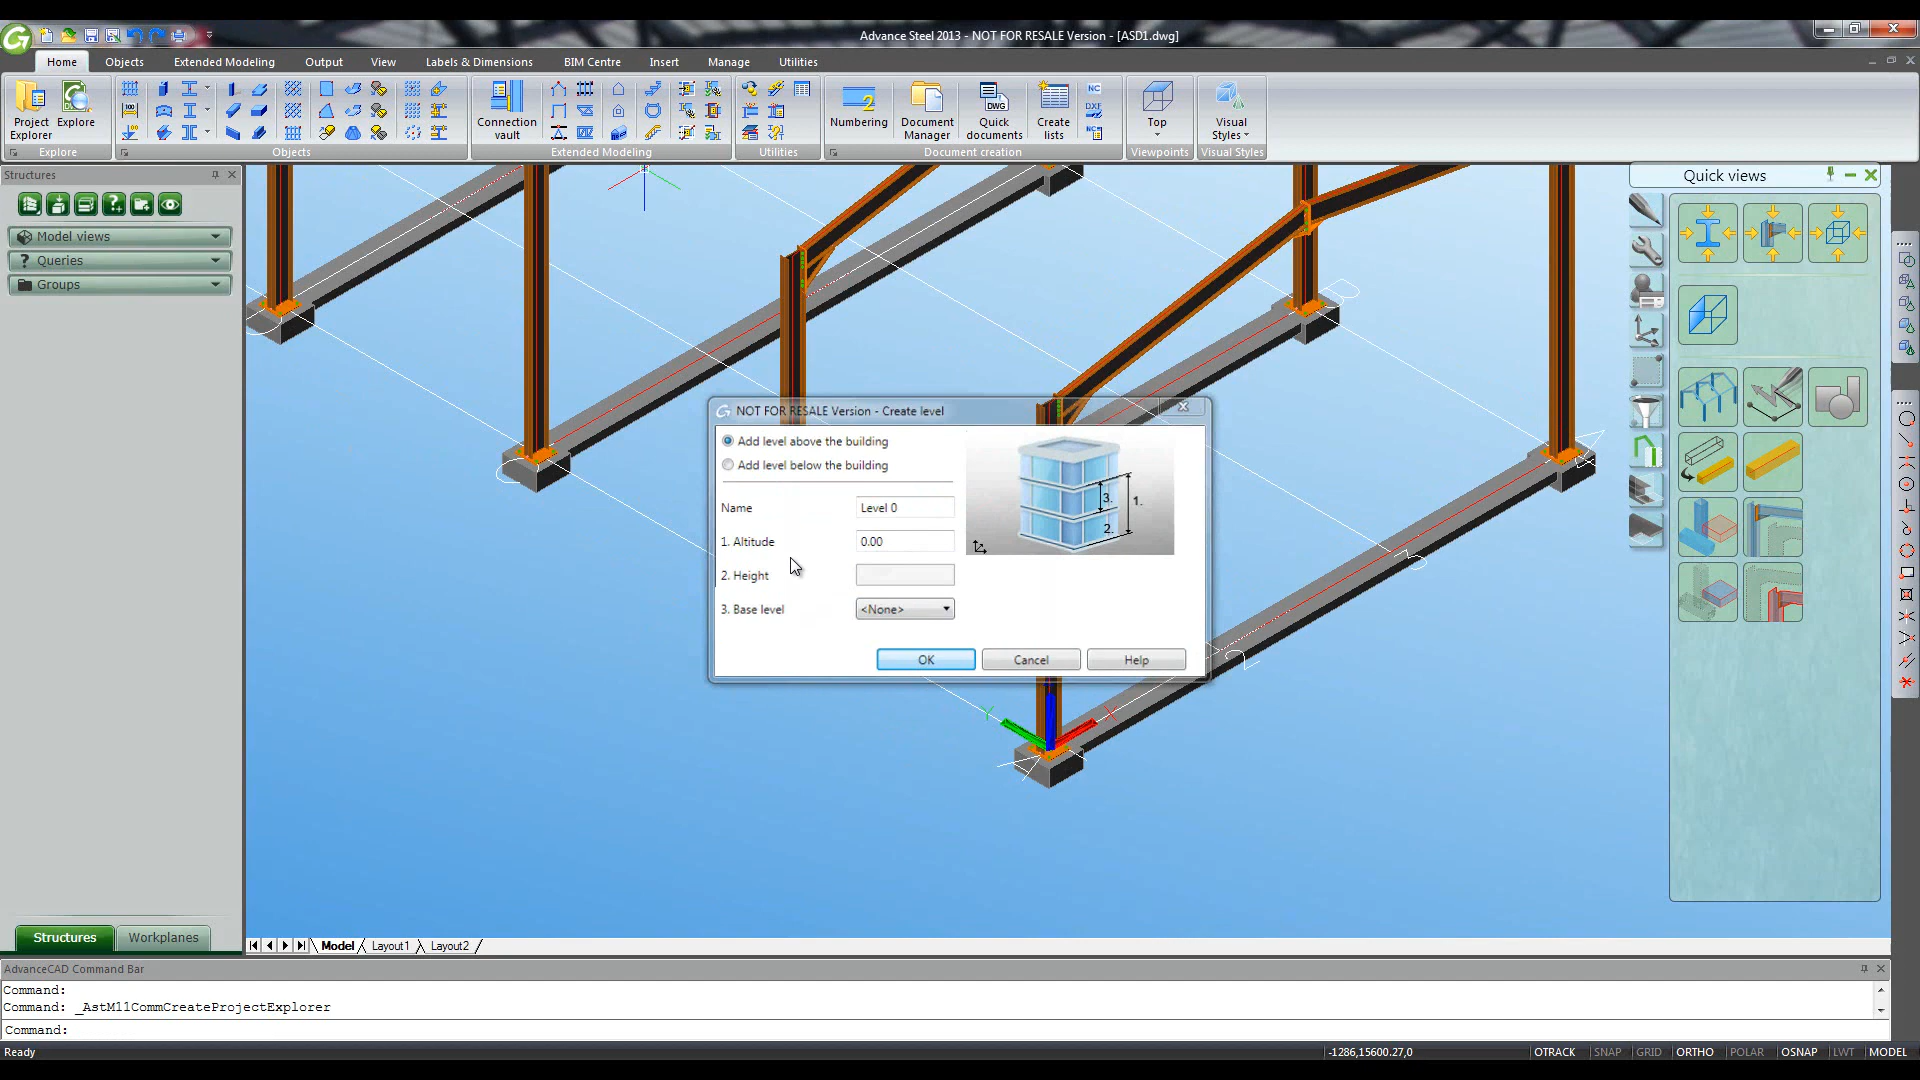 Advance Steel 2013 - NOT FOR RESALE Version - [ASD1.dwg]
Home Objects Extended Modeling Output View Labels & Dimensions BIM Centre Insert Manage Utilities
Project Explorer
Explore
Connection vault
Numbering
Document Manager
Quick documents
Create lists
Top
Visual Styles
Explore Objects Extended Modeling Utilities Document creation Viewpoints Visual Styles
Structures
Model views
Queries
Groups
Quick views
NOT FOR RESALE Version - Create level
Add level above the building
Add level below the building
Name Level 0
1. Altitude 0.00
2. Height
3. Base level <None>
1.
3.
2.
OK Cancel Help
Y X
Structures Workplanes
Model Layout1 Layout2
AdvanceCAD Command Bar
Command:
Command: _AstM11CommCreateProjectExplorer
Command:
Ready -1286,15600.27,0 OTRACK SNAP GRID ORTHO POLAR OSNAP LWT MODEL